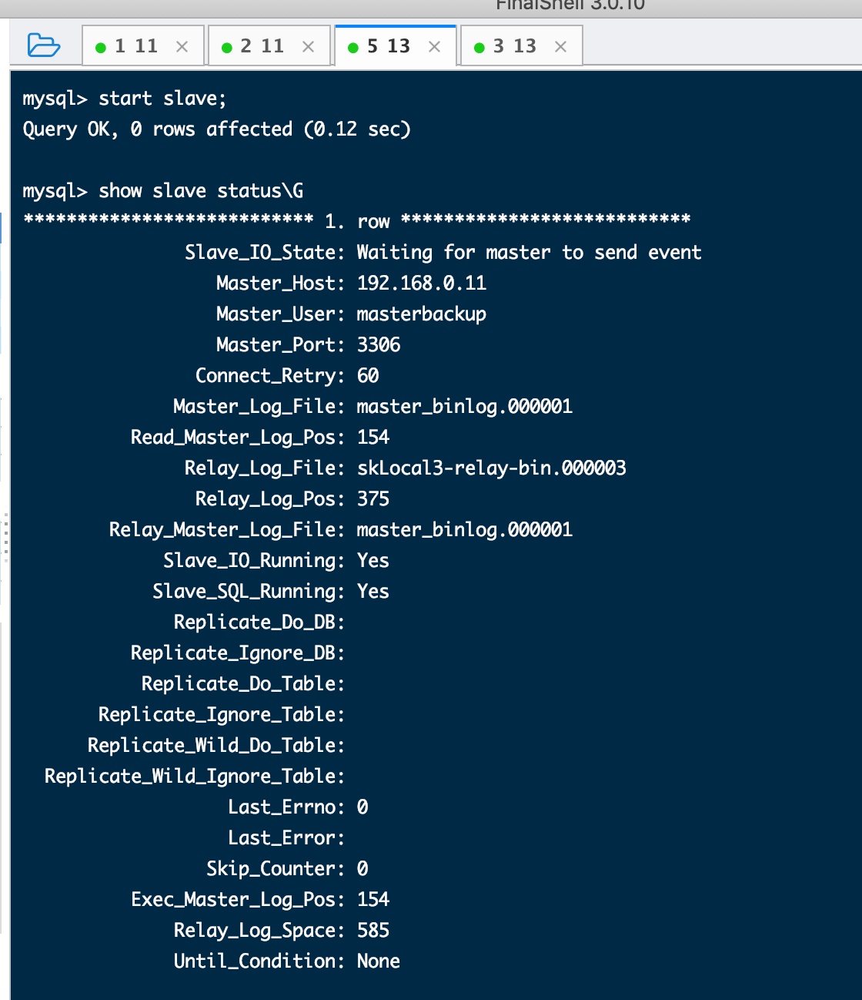 FinalShell 3.0.10
1 11 × 2 11 × 5 13 × 3 13 ×
mysql> start slave;
Query OK, 0 rows affected (0.12 sec)
mysql> show slave status\G
*************************** 1. row ***************************
Slave_IO_State: Waiting for master to send event
Master_Host: 192.168.0.11
Master_User: masterbackup
Master_Port: 3306
Connect_Retry: 60
Master_Log_File: master_binlog.000001
Read_Master_Log_Pos: 154
Relay_Log_File: skLocal3-relay-bin.000003
Relay_Log_Pos: 375
Relay_Master_Log_File: master_binlog.000001
Slave_IO_Running: Yes
Slave_SQL_Running: Yes
Replicate_Do_DB:
Replicate_Ignore_DB:
Replicate_Do_Table:
Replicate_Ignore_Table:
Replicate_Wild_Do_Table:
Replicate_Wild_Ignore_Table:
Last_Errno: 0
Last_Error:
Skip_Counter: 0
Exec_Master_Log_Pos: 154
Relay_Log_Space: 585
Until_Condition: None